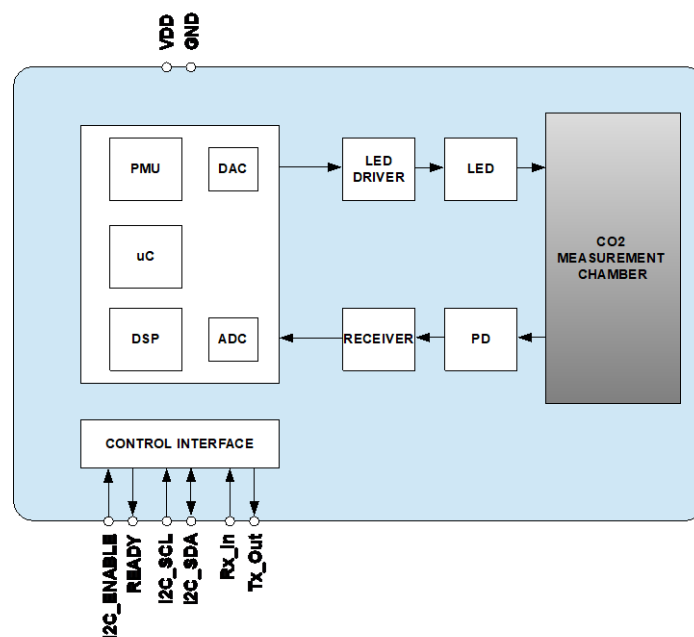 VDD
GND
PMU
DAC
LED
DRIVER
LED
CO2
MEASUREMENT
CHAMBER
uC
DSP
ADC
RECEIVER
PD
CONTROL INTERFACE
I2C_ENABLE
READY
I2C_SCL
I2C_SDA
Rx_In
Tx_Out